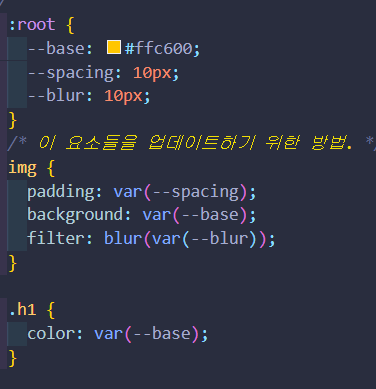 :root {
--base: #ffc600;
--spacing: 10px;
--blur: 10px;
}
/* 이 요소들을 업데이트하기 위한 방법. */
img {
padding: var(--spacing);
background: var(--base);
filter: blur(var(--blur));
}
.h1 {
color: var(--base);
}